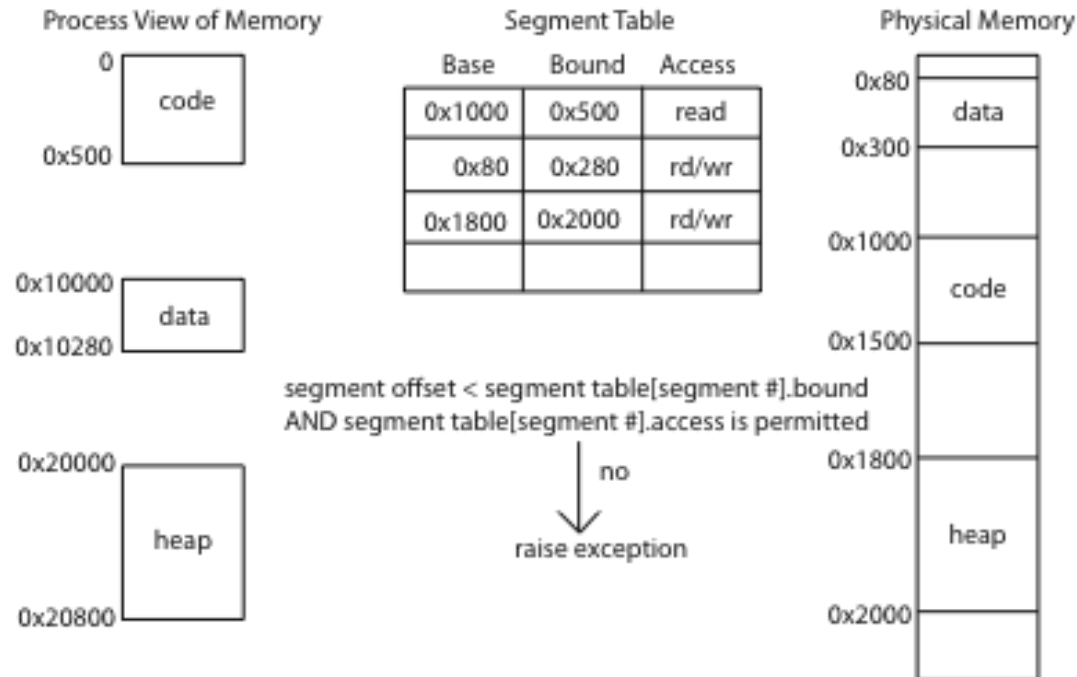 Process View of Memory
0
code
0x500
0x10000
data
0x10280
0x20000
heap
0x20800
Segment Table
Base Bound Access
0x1000 0x500 read
0x80 0x280 rd/wr
0x1800 0x2000 rd/wr
segment offset < segment table[segment #].bound
AND segment table[segment #].access is permitted
no
raise exception
Physical Memory
0x80
data
0x300
0x1000
code
0x1500
0x1800
heap
0x2000